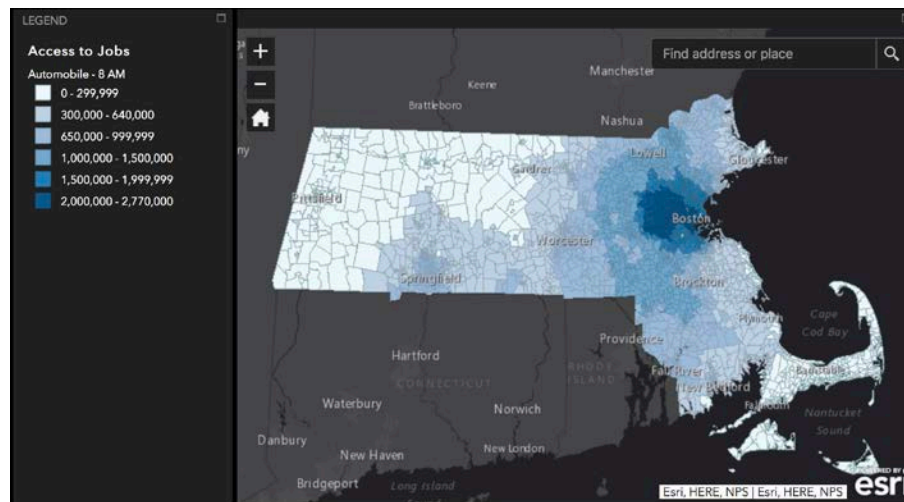 LEGEND
Access to Jobs
Automobile - 8 AM
0 - 299,999
300,000 - 640,000
650,000 - 999,999
1,000,000 - 1,500,000
1,500,000 - 1,999,999
2,000,000 - 2,770,000
+
−
Find address or place
Manchester
Keene
Brattleboro
Nashua
Lowell
Gloucester
Gardner
Pittsfield
Boston
Worcester
Springfield
Brockton
Cape
Cod Bay
Plymouth
Providence
Hartford
RHODE
ISLAND
CONNECTICUT
Fall River
Barnstable
New Bedford
Waterbury
Norwich
Falmouth
Nantucket
Sound
Danbury
New Haven
New London
Bridgeport
Long Island
POWERED BY
esri
Esri, HERE, NPS | Esri, HERE, NPS